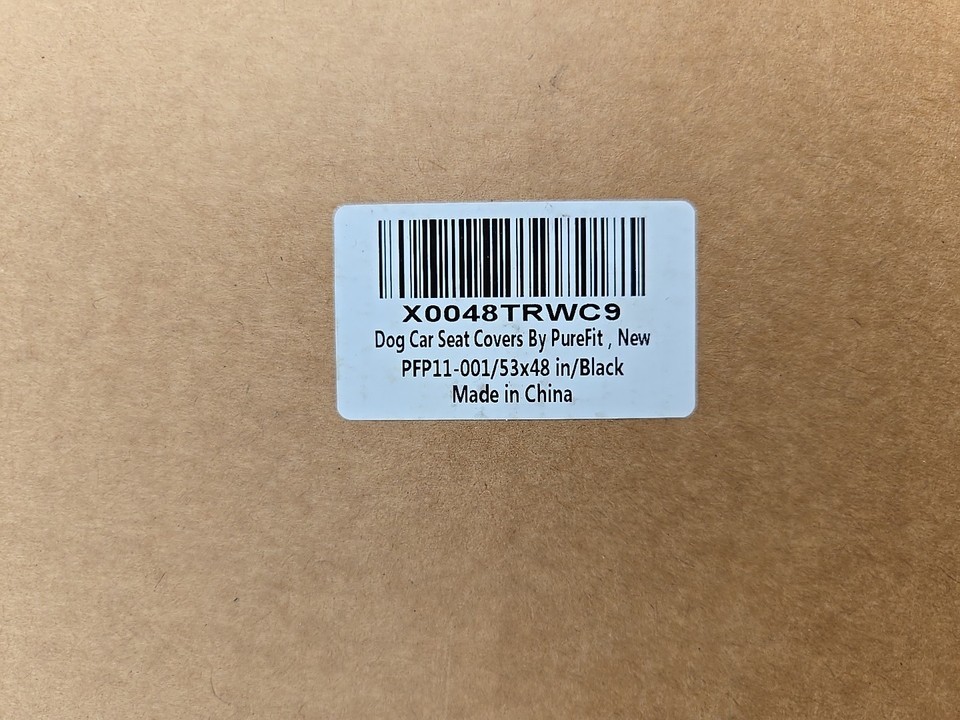 X0048TRWC9
Dog Car Seat Covers By PureFit , New
PFP11-001/53x48 in/Black
Made in China